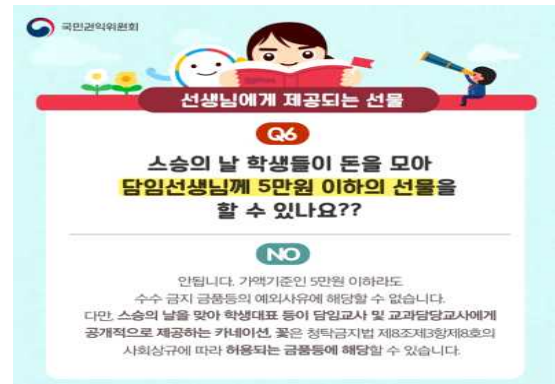 국민권익위원회
선생님에게 제공되는 선물
Q6
스승의 날 학생들이 돈을 모아
담임선생님께 5만원 이하의 선물을
할 수 있나요??
NO
안됩니다. 가액기준인 5만원 이하라도
수수 금지 금품등의 예외사유에 해당할 수 없습니다.
다만, 스승의 날을 맞아 학생대표 등이 담임교사 및 교과담당교사에게
공개적으로 제공하는 카네이션, 꽃은 청탁금지법 제8조제3항제8호의
사회상규에 따라 허용되는 금품등에 해당할 수 있습니다.